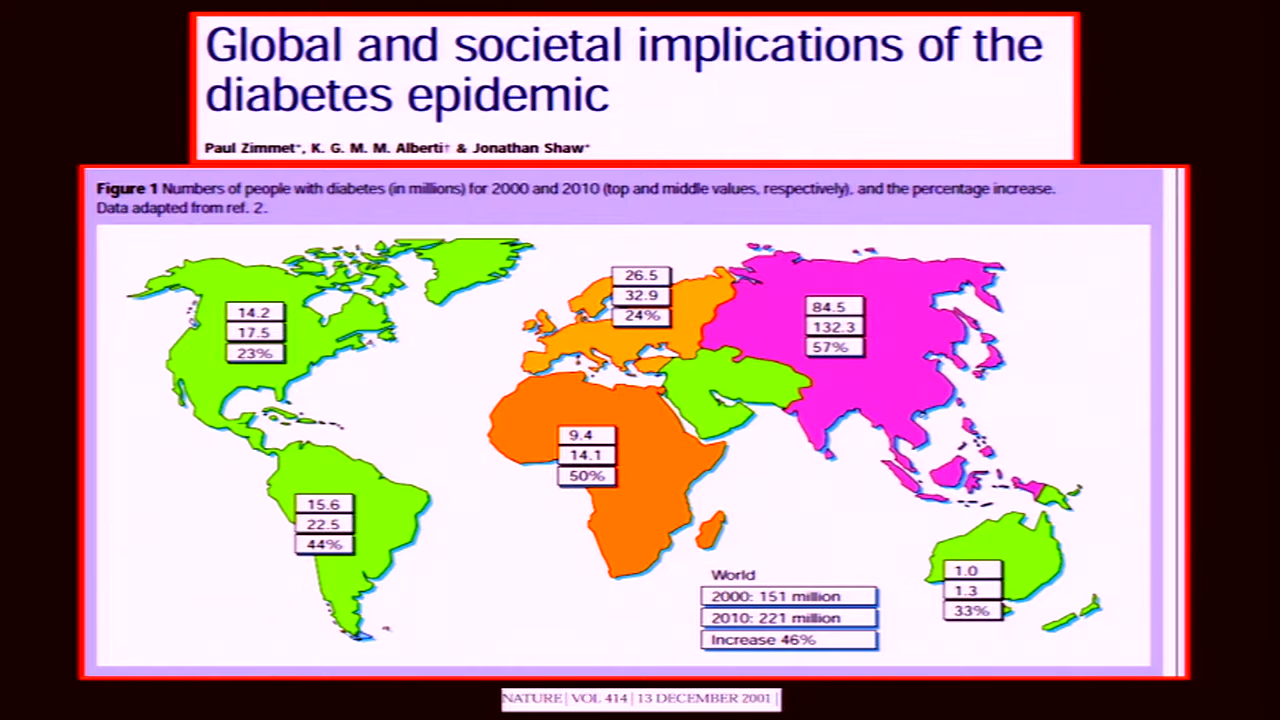 Global and societal implications of the
diabetes epidemic
Paul Zimmet*, K. G. M. M. Alberti† & Jonathan Shaw*
Figure 1 Numbers of people with diabetes (in millions) for 2000 and 2010 (top and middle values, respectively), and the percentage increase.
Data adapted from ref. 2.
14.2
17.5
23%
26.5
32.9
24%
84.5
132.3
57%
9.4
14.1
50%
15.6
22.5
44%
1.0
1.3
33%
World
2000: 151 million
2010: 221 million
Increase 46%
NATURE | VOL 414 | 13 DECEMBER 2001 |